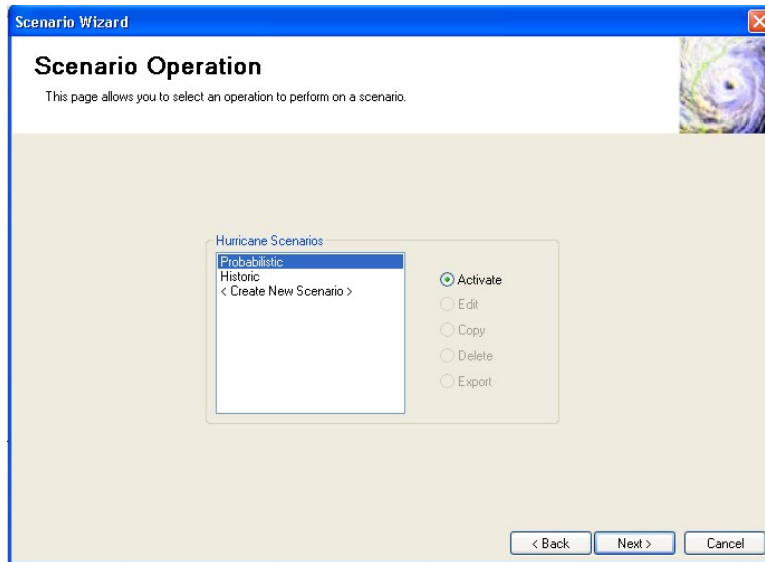 Scenario Wizard
Scenario Operation
This page allows you to select an operation to perform on a scenario.
Hurricane Scenarios
Probabilistic
Historic
< Create New Scenario >
Activate
Edit
Copy
Delete
Export
< Back
Next >
Cancel